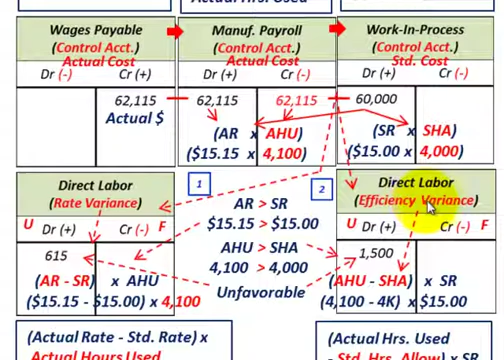 Actual Hrs. Used
Wages Payable
(Control Acct.)
Actual Cost
Dr (-) Cr (+)
62,115
Actual $
Manuf. Payroll
(Control Acct.)
Actual Cost
Dr (+) Cr (-)
62,115 62,115
(AR x AHU)
($15.15 x 4,100)
Work-In-Process
(Control Acct.)
Std. Cost
Dr (+) Cr (-)
60,000
(SR x SHA)
($15.00 x 4,000)
Direct Labor
(Rate Variance)
U Dr (+) Cr (-) F
615
(AR - SR) x AHU
($15.15 - $15.00) x 4,100
1
2
AR > SR
$15.15 > $15.00
AHU > SHA
4,100 > 4,000
Unfavorable
Direct Labor
(Efficiency Variance)
U Dr (+) Cr (-) F
1,500
(AHU - SHA) x SR
(4,100 - 4K) x $15.00
(Actual Rate - Std. Rate) x
Actual Hours Used
(Actual Hrs. Used
- Std. Hrs. Allow) x SR